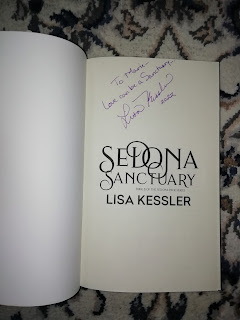 To Marie-
Love can be a Sanctuary.
Lisa Kessler
2022
SEDONA
SANCTUARY
LISA KESSLER